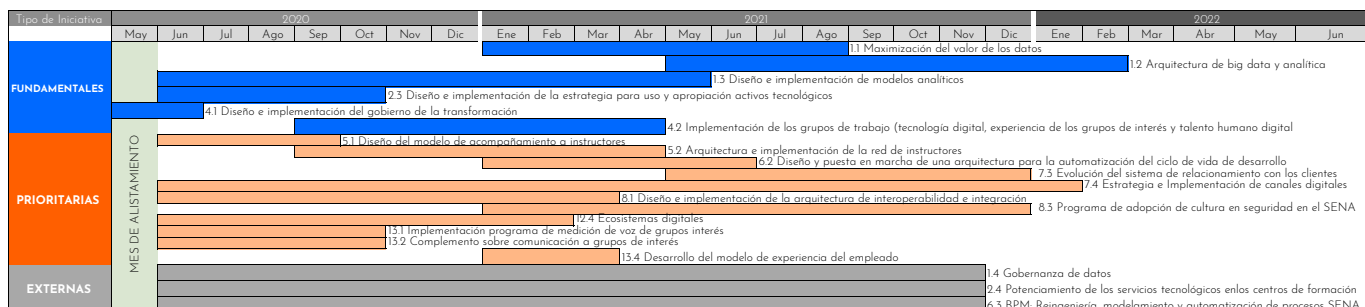 Tipo de Iniciativa 2020 2021 2022
May Jun Jul Ago Sep Oct Dic Ene Feb Mar Abr May Jun Jul Ago Sep Oct Nov Dic Ene Feb Mar Abr May Jun
FUNDAMENTALES
MES DE ALISTAMIENTO
1.1 Maximización del valor de los datos
1.2 Arquitectura de big data y analítica
1.3 Diseño e implementación de modelos analíticos
2.3 Diseño e implementación de la estrategia para uso y apropiación activos tecnológicos
4.1 Diseño e implementación del gobierno de la transformación
4.2 Implementación de los grupos de trabajo (tecnología digital, experiencia de los grupos de interés y talento humano digital
PRIORITARIAS
5.1 Diseño del modelo de acompañamiento a instructores
5.2 Arquitectura e implementación de la red de instructores
6.2 Diseño y puesta en marcha de una arquitectura para la automatización del ciclo de vida de desarrollo
7.3 Evolución del sistema de relacionamiento con los clientes
7.4 Estrategia e Implementación de canales digitales
8.1 Diseño e implementación de la arquitectura de interoperabilidad e integración
8.3 Programa de adopción de cultura en seguridad en el SENA
12.4 Ecosistemas digitales
13.1 Implementación programa de medición de voz de grupos interés
13.2 Complemento sobre comunicación a grupos de interés
13.4 Desarrollo del modelo de experiencia del empleado
EXTERNAS
1.4 Gobernanza de datos
2.4 Potenciamiento de los servicios tecnológicos enlos centros de formación
6.3 BPM: Reingeniería, modelamiento y automatización de procesos SENA